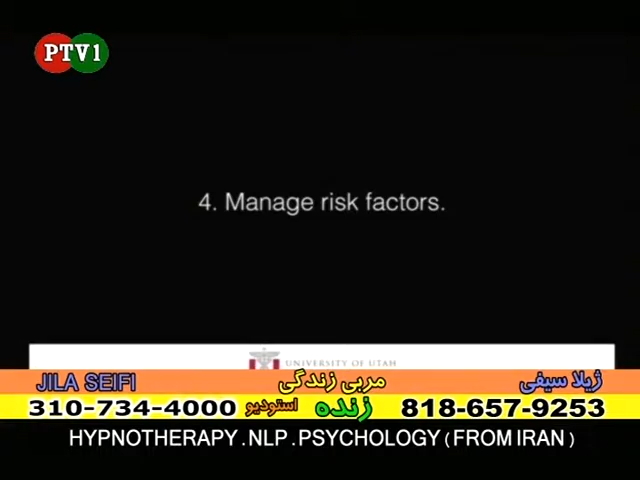 PTV1
4. Manage risk factors.
UNIVERSITY OF UTAH
JILA SEIFI مربی زندگی ژیلا سیفی
310-734-4000 استودیو زنده 818-657-9253
HYPNOTHERAPY . NLP . PSYCHOLOGY ( FROM IRAN )